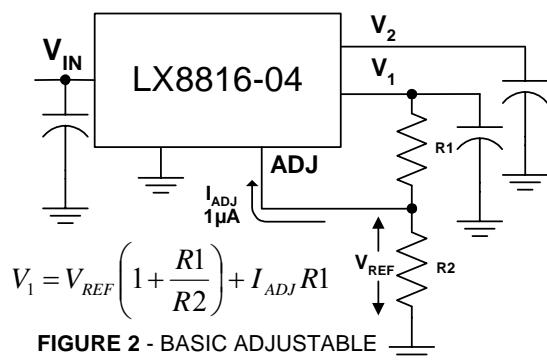 V2
VIN
LX8816-04
V1
R1
ADJ
IADJ
1µA
VREF
R2
V1 = VREF (1 + R1/R2) + IADJ R1
FIGURE 2 - BASIC ADJUSTABLE